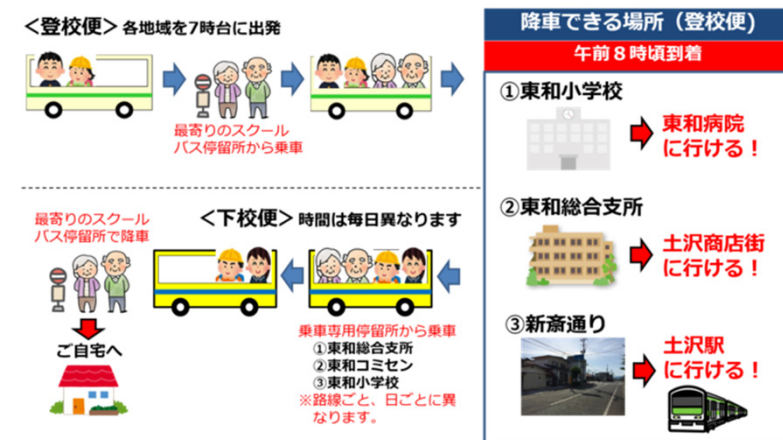 ＜登校便＞各地域を7時台に出発
最寄りのスクール
バス停留所から乗車
＜下校便＞時間は毎日異なります
最寄りのスクール
バス停留所で降車
ご自宅へ
乗車専用停留所から乗車
①東和総合支所
②東和コミセン
③東和小学校
※路線ごと、日ごとに異
なります。
降車できる場所（登校便)
午前８時頃到着
①東和小学校
東和病院
に行ける！
②東和総合支所
土沢商店街
に行ける！
③新斎通り
土沢駅
に行ける！